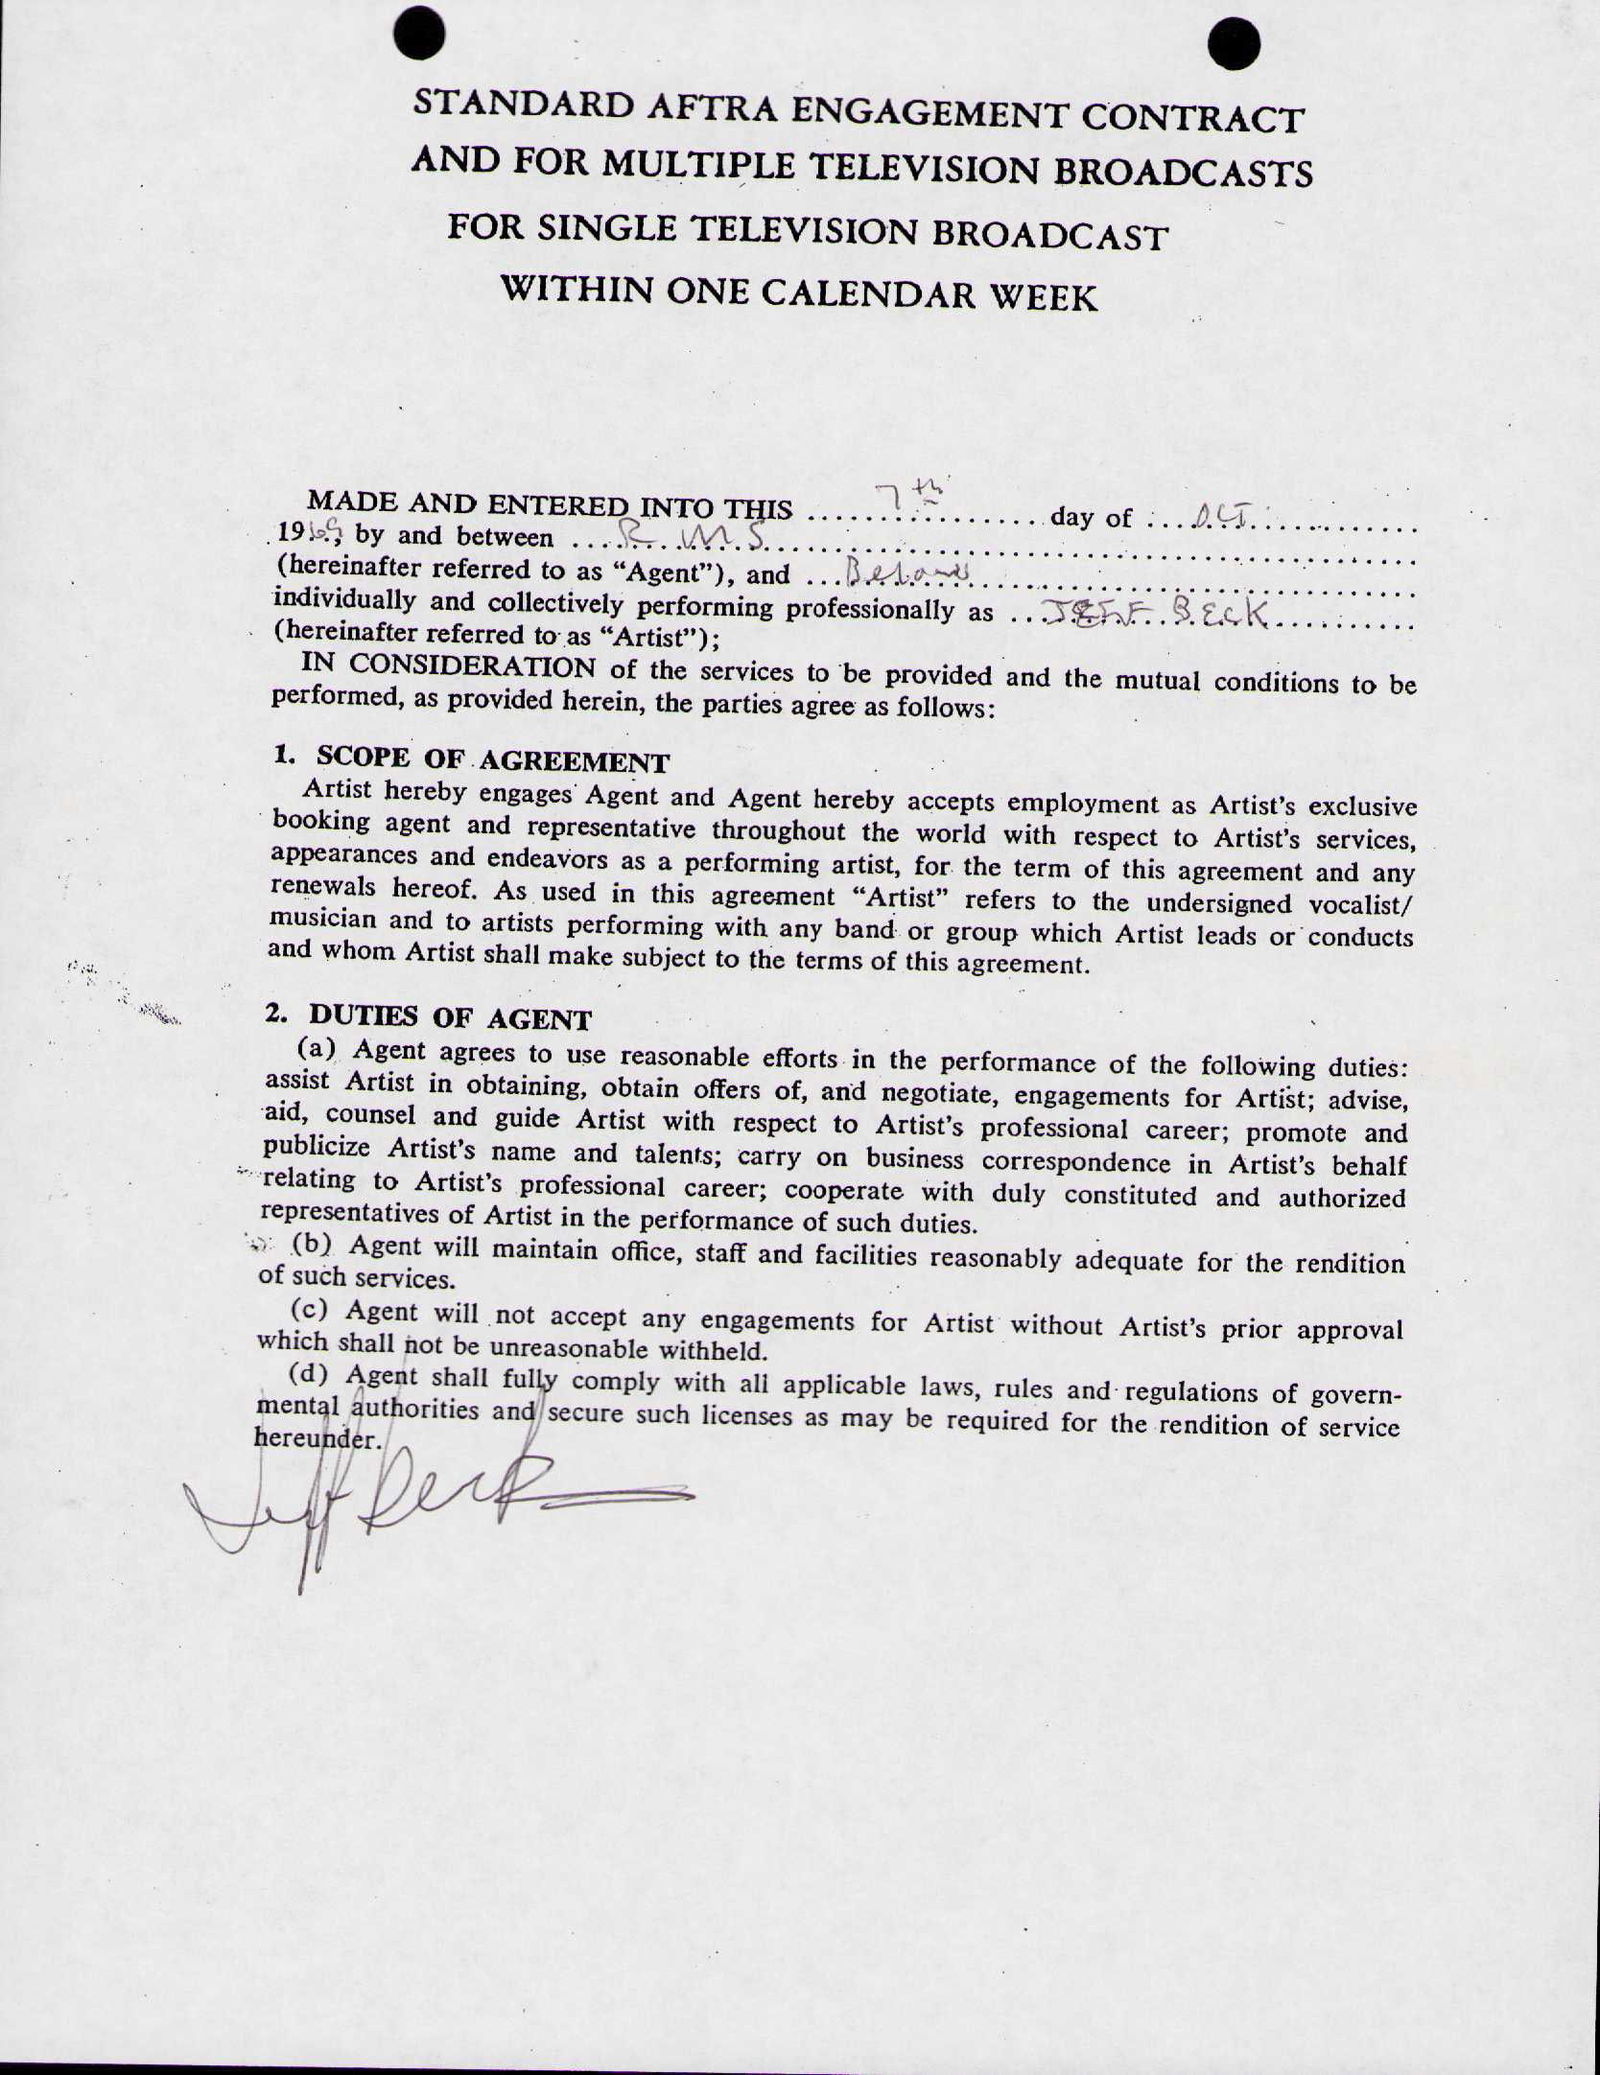 STANDARD AFTRA ENGAGEMENT CONTRACT
AND FOR MULTIPLE TELEVISION BROADCASTS
FOR SINGLE TELEVISION BROADCAST
WITHIN ONE CALENDAR WEEK
MADE AND ENTERED INTO THIS 7th day of OCT
1969, by and between R.M.S.
(hereinafter referred to as “Agent”), and Below
individually and collectively performing professionally as JEFF BECK
(hereinafter referred to as “Artist”);
IN CONSIDERATION of the services to be provided and the mutual conditions to be
performed, as provided herein, the parties agree as follows:
1. SCOPE OF AGREEMENT
Artist hereby engages Agent and Agent hereby accepts employment as Artist’s exclusive
booking agent and representative throughout the world with respect to Artist’s services,
appearances and endeavors as a performing artist, for the term of this agreement and any
renewals hereof. As used in this agreement “Artist” refers to the undersigned vocalist/
musician and to artists performing with any band or group which Artist leads or conducts
and whom Artist shall make subject to the terms of this agreement.
2. DUTIES OF AGENT
(a) Agent agrees to use reasonable efforts in the performance of the following duties:
assist Artist in obtaining, obtain offers of, and negotiate, engagements for Artist; advise,
aid, counsel and guide Artist with respect to Artist’s professional career; promote and
publicize Artist’s name and talents; carry on business correspondence in Artist’s behalf
relating to Artist’s professional career; cooperate with duly constituted and authorized
representatives of Artist in the performance of such duties.
(b) Agent will maintain office, staff and facilities reasonably adequate for the rendition
of such services.
(c) Agent will not accept any engagements for Artist without Artist’s prior approval
which shall not be unreasonable withheld.
(d) Agent shall fully comply with all applicable laws, rules and regulations of govern-
mental authorities and secure such licenses as may be required for the rendition of service
hereunder.
Jeff Beck